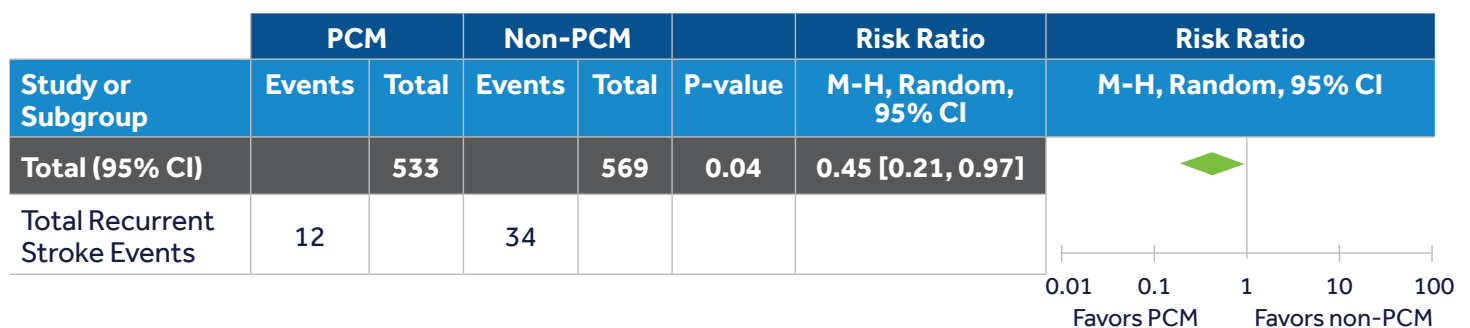 PCM Non-PCM Risk Ratio Risk Ratio
Study or Subgroup Events Total Events Total P-value M-H, Random, 95% CI M-H, Random, 95% CI
Total (95% CI) 533 569 0.04 0.45 [0.21, 0.97]
Total Recurrent Stroke Events 12 34
0.01 0.1 1 10 100
Favors PCM Favors non-PCM